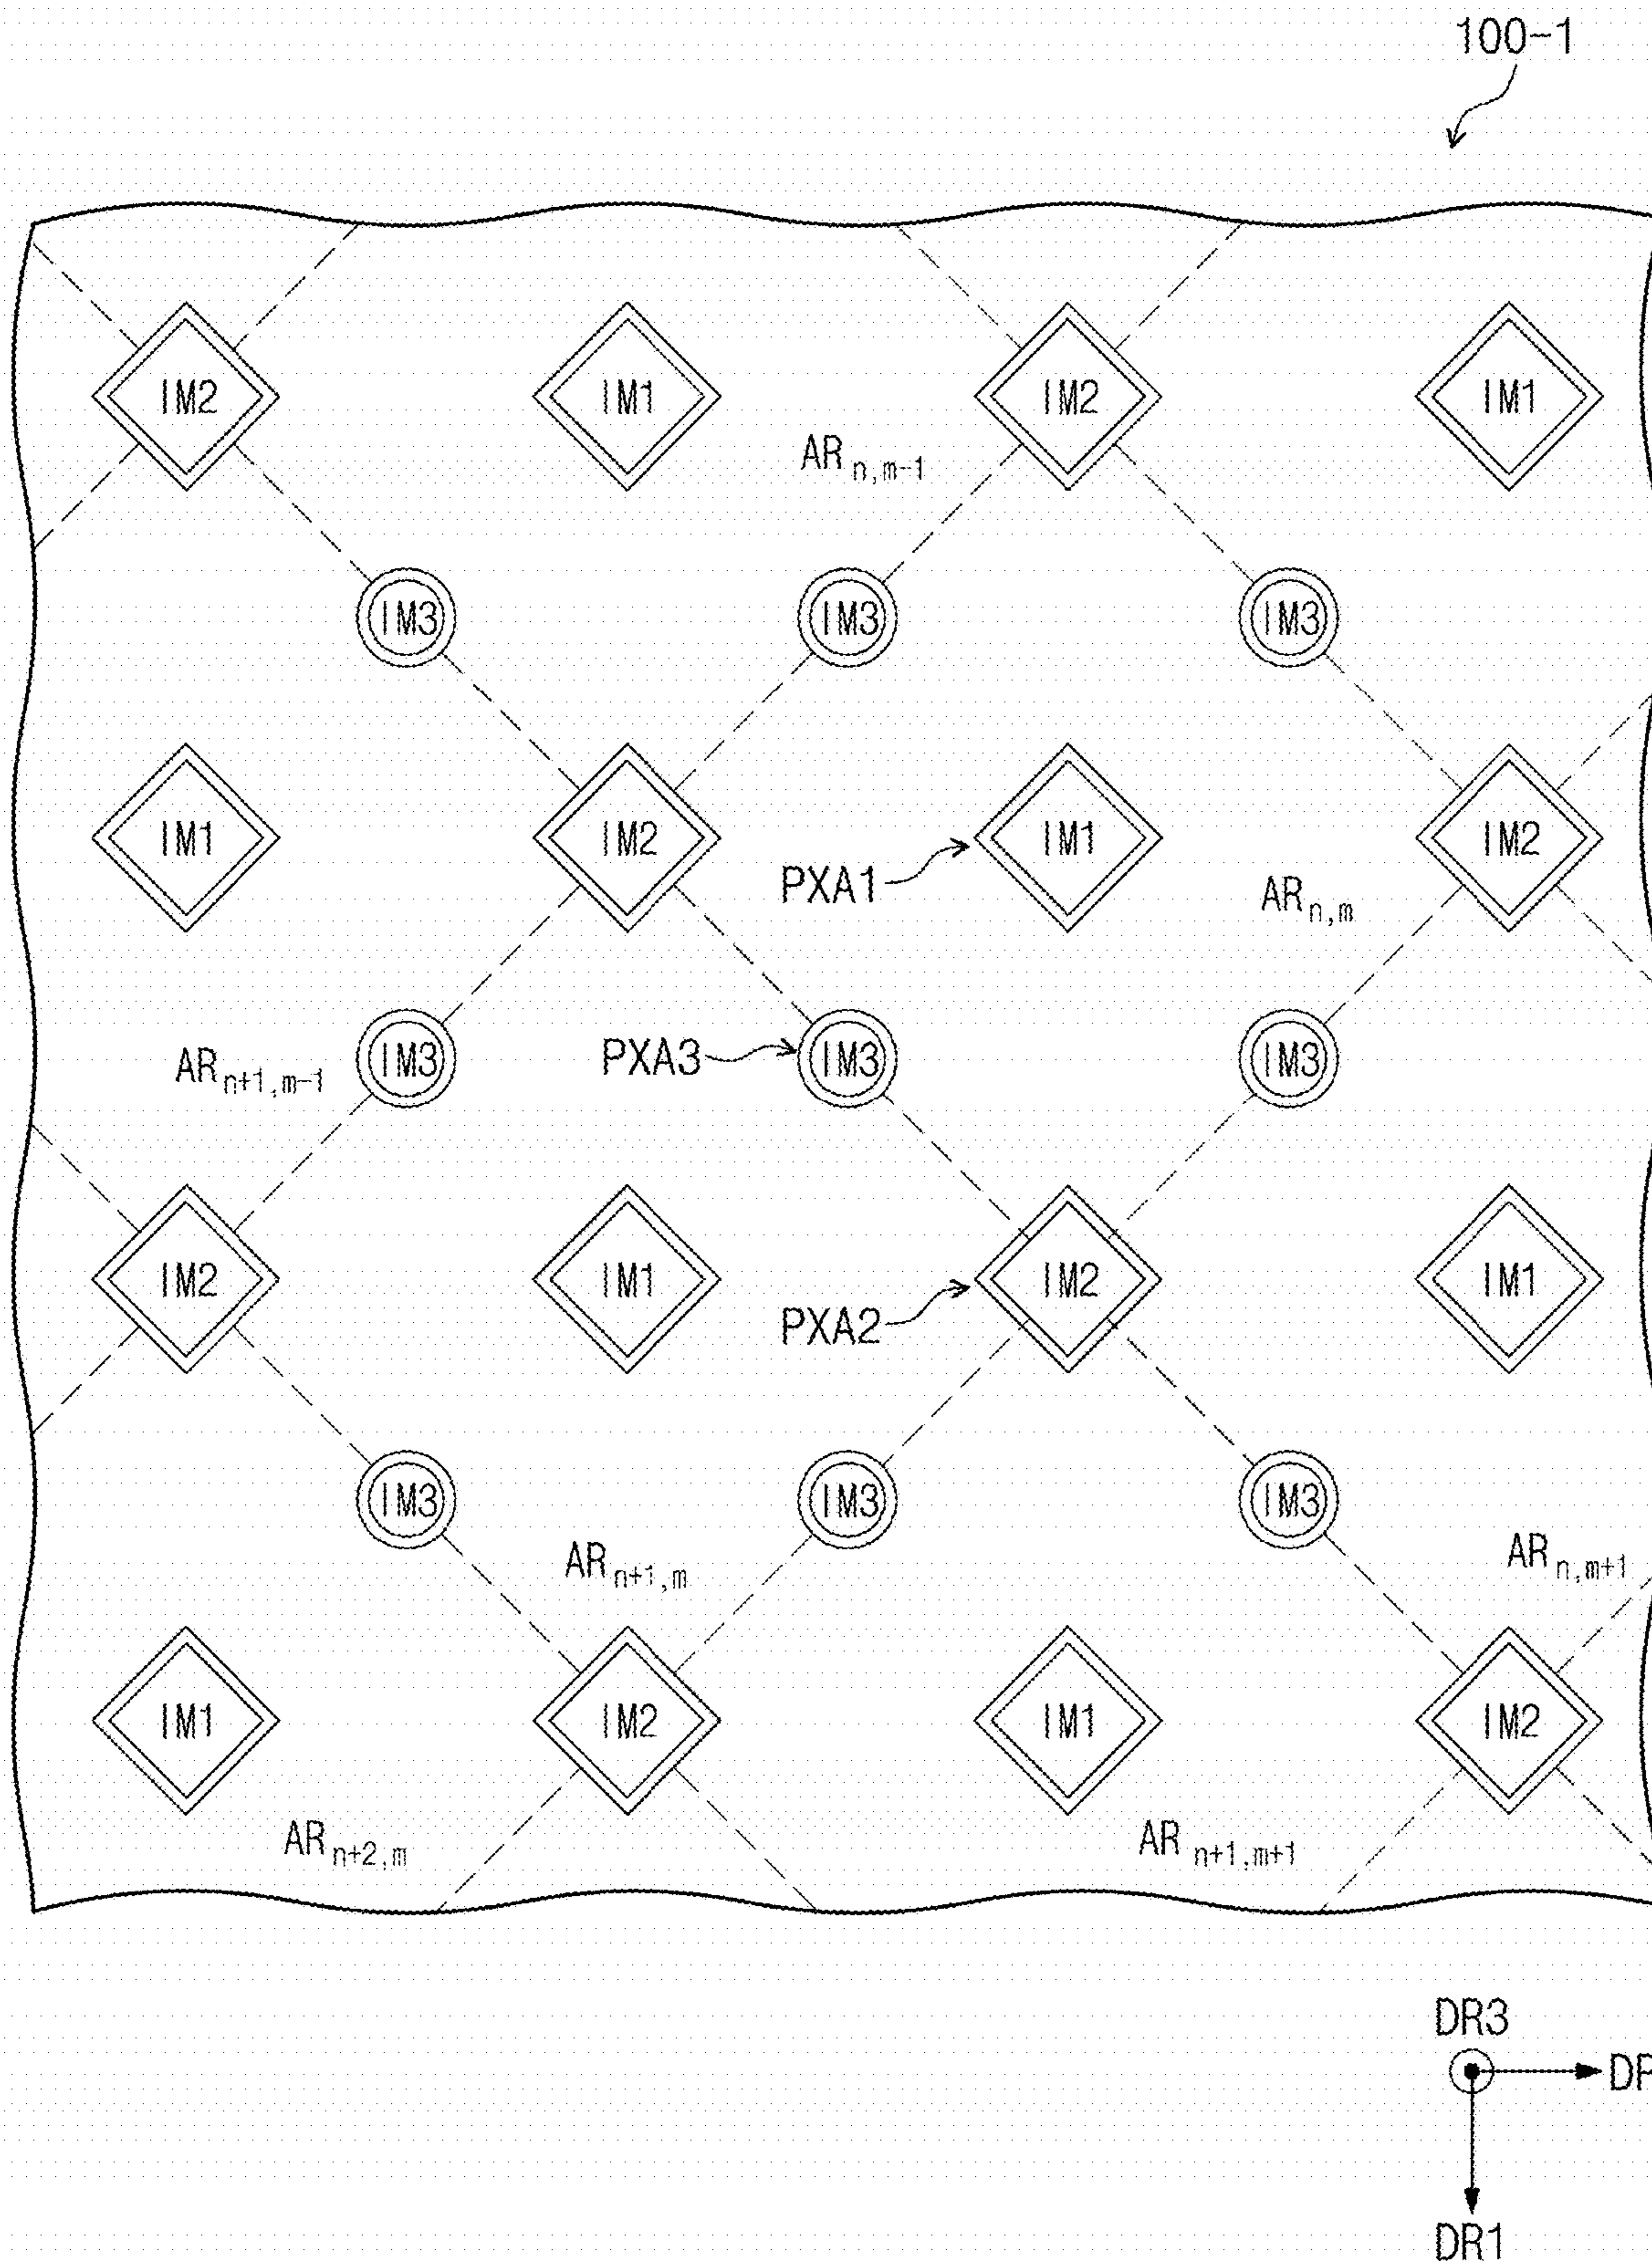 100-1
IM2 IM1 IM2 IM1
AR n,m-1
IM3 IM3 IM3
IM1 IM2 IM1 IM2
PXA1 AR n,m
AR n+1,m-1 IM3 PXA3 IM3 IM3
IM2 IM1 IM2 IM1
PXA2
IM3 IM3 IM3
AR n+1,m AR n,m+1
IM1 IM2 IM1 IM2
AR n+2,m AR n+1,m+1
DR3
DR1